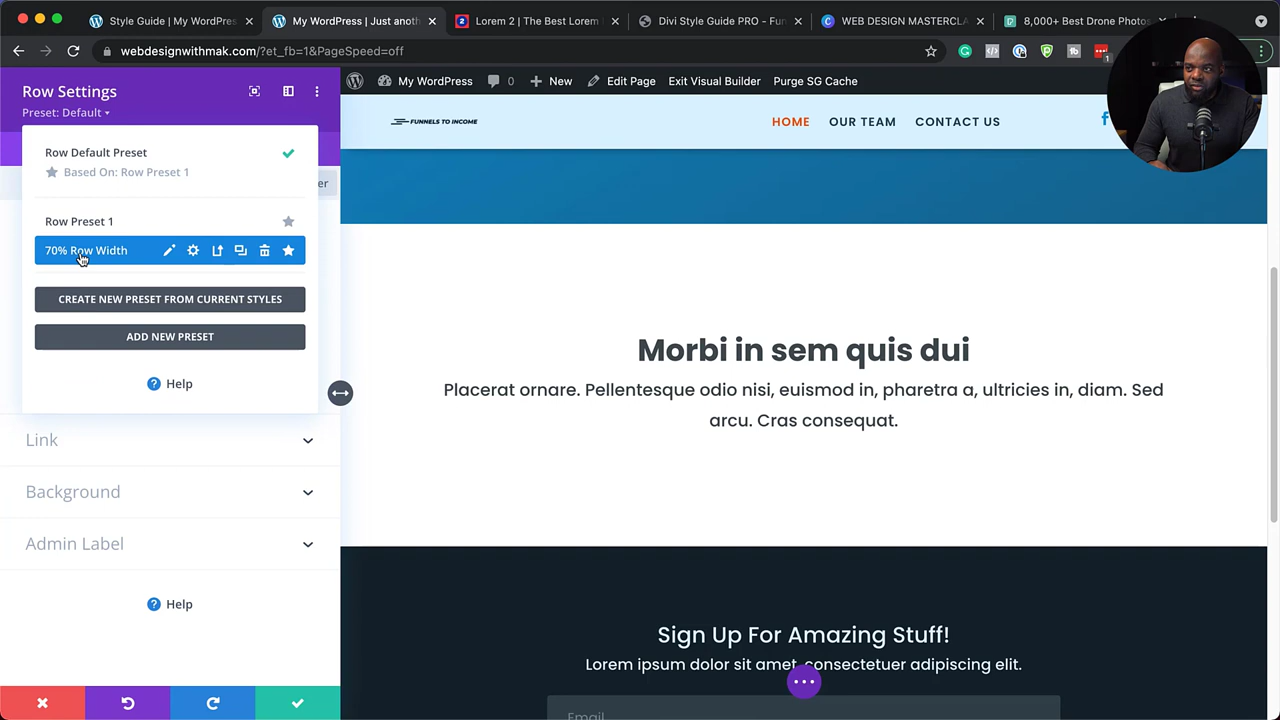 Style Guide | My WordPres
My WordPress | Just anoth
Lorem 2 | The Best Lorem
Divi Style Guide PRO - Fun
WEB DESIGN MASTERCLA
8,000+ Best Drone Photos
webdesignwithmak.com/?et_fb=1&PageSpeed=off
Row Settings
Preset: Default
My WordPress
0
New
Edit Page
Exit Visual Builder
Purge SG Cache
FUNNELS TO INCOME
HOME
OUR TEAM
CONTACT US
Row Default Preset
Based On: Row Preset 1
er
Row Preset 1
70% Row Width
CREATE NEW PRESET FROM CURRENT STYLES
ADD NEW PRESET
Help
Link
Background
Admin Label
Help
Morbi in sem quis dui
Placerat ornare. Pellentesque odio nisi, euismod in, pharetra a, ultricies in, diam. Sed
arcu. Cras consequat.
Sign Up For Amazing Stuff!
Lorem ipsum dolor sit amet, consectetuer adipiscing elit.
Email